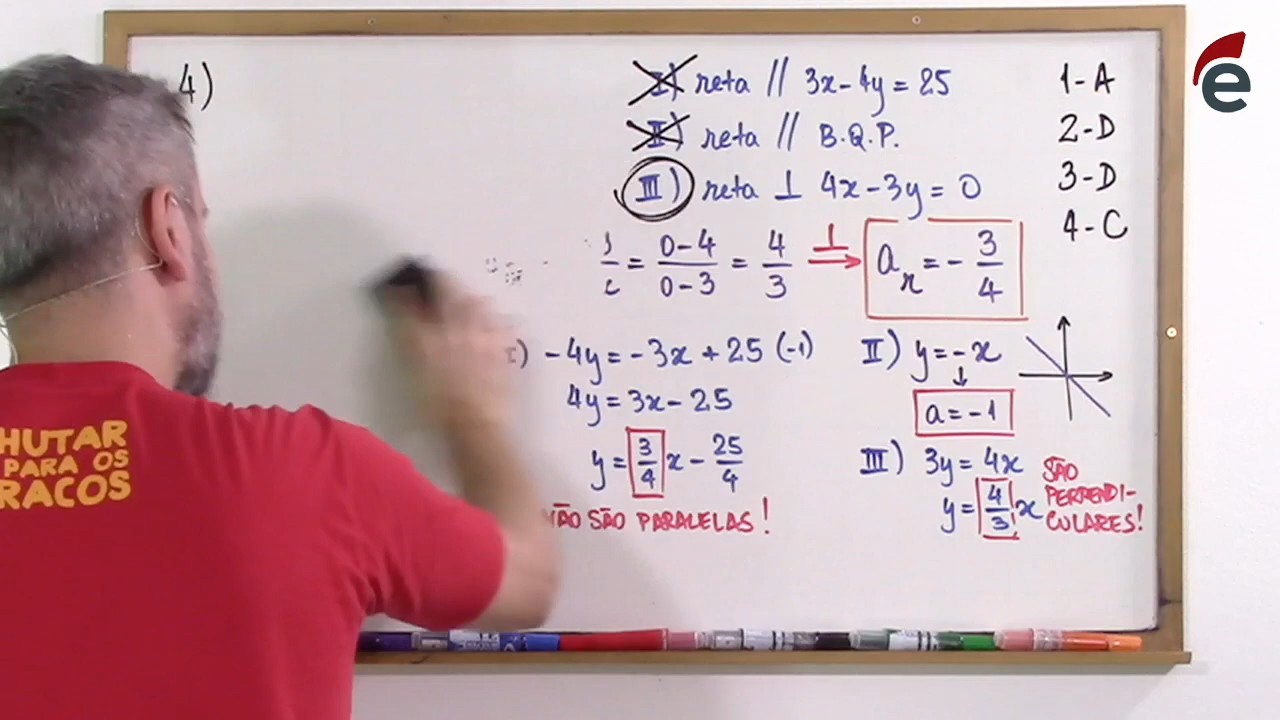 4)
I) reta // 3x-4y = 25
II) reta // B.Q.P.
III) reta ⊥ 4x-3y = 0
= 0-4 / 0-3 = 4/3 ⊥ ⇒ a_r = - 3/4
I) -4y = -3x + 25 (-1)
4y = 3x - 25
y = 3/4 x - 25/4
NÃO SÃO PARALELAS!
II) y = -x
↓
a = -1
III) 3y = 4x
y = 4/3 x
SÃO
PERPENDI-
CULARES!
1-A
2-D
3-D
4-C
HUTAR
PARA OS
RACOS
e